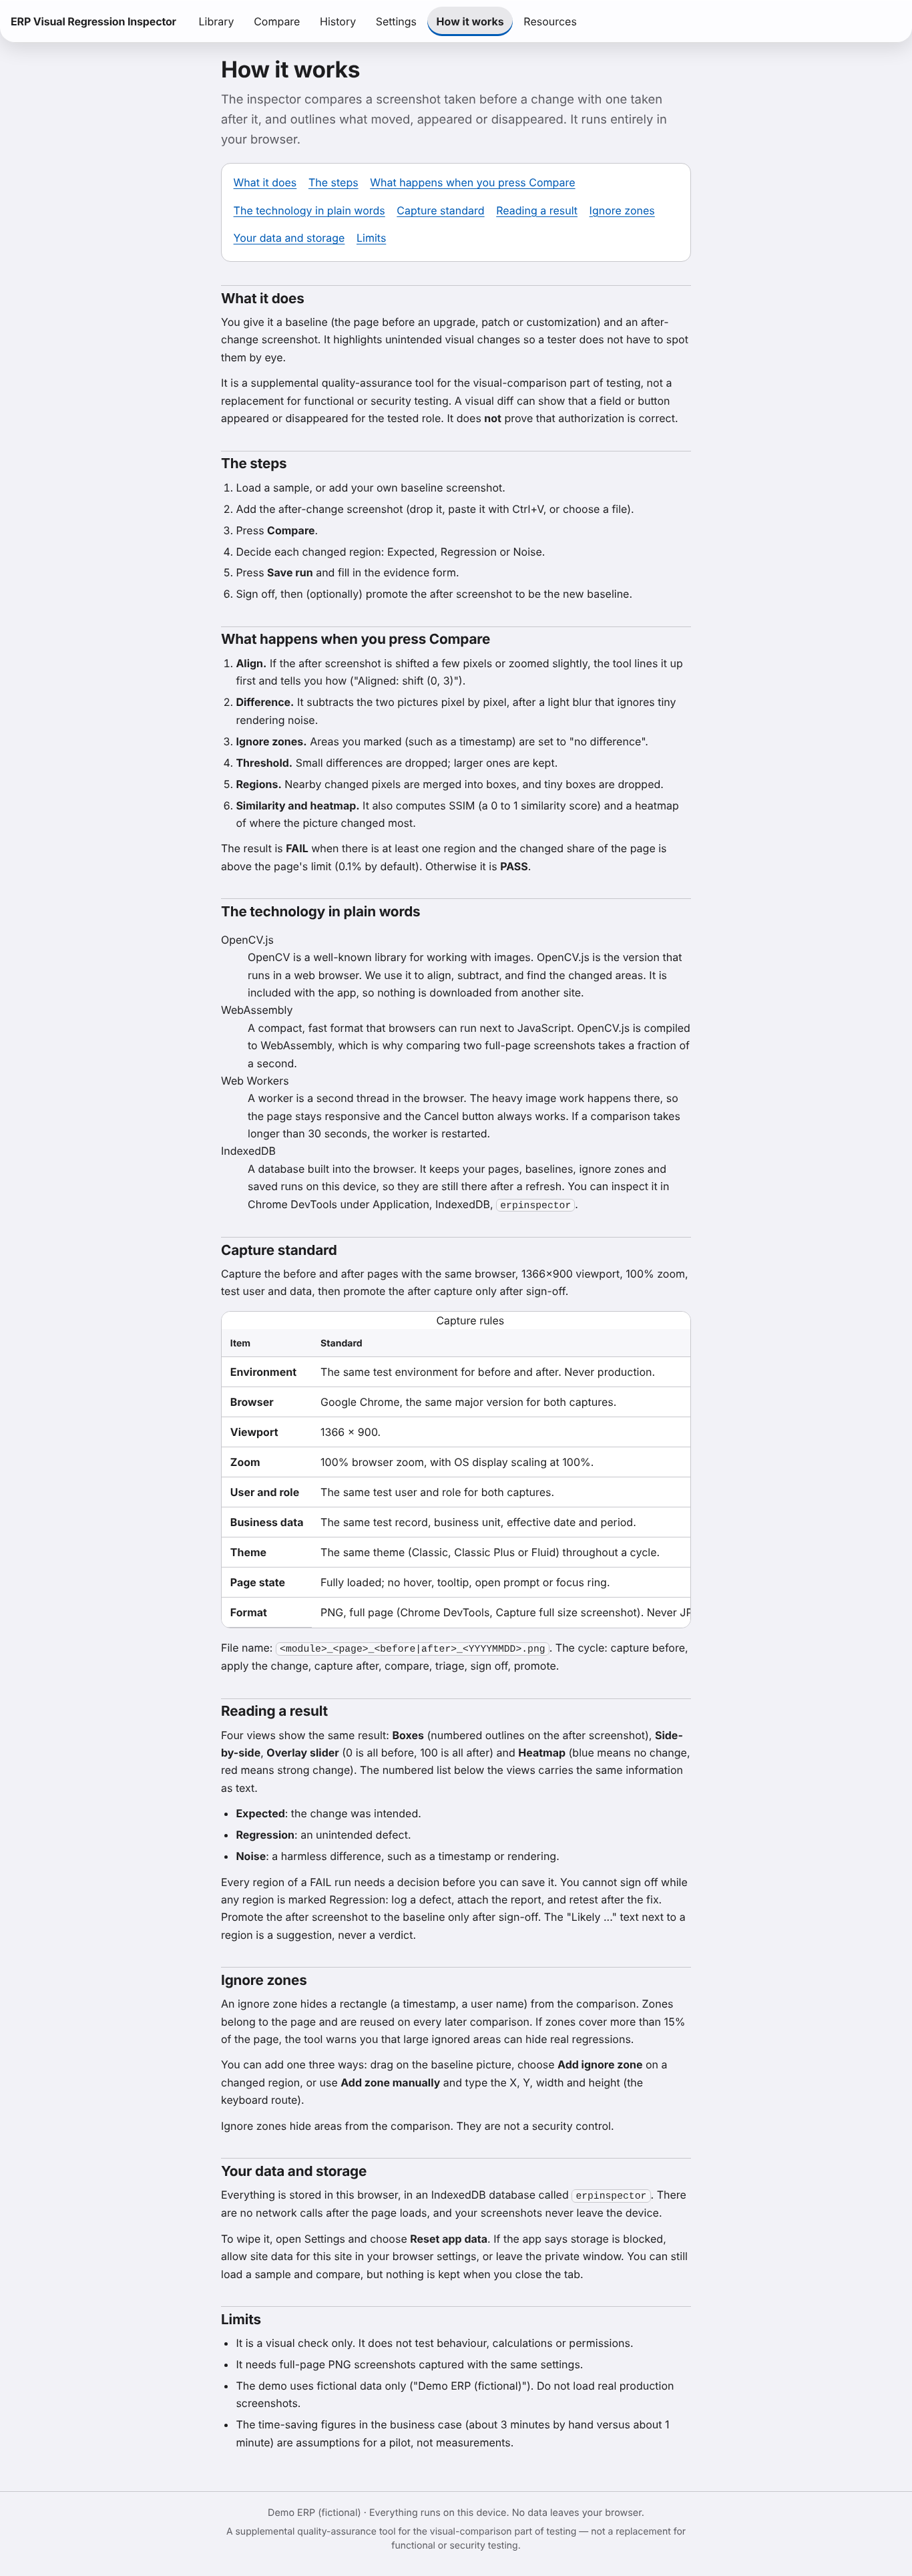 ERP Visual Regression Inspector Library Compare History Settings How it works Resources
How it works
The inspector compares a screenshot taken before a change with one taken
after it, and outlines what moved, appeared or disappeared. It runs entirely in
your browser.
What it does The steps What happens when you press Compare
The technology in plain words Capture standard Reading a result Ignore zones
Your data and storage Limits
What it does
You give it a baseline (the page before an upgrade, patch or customization) and an after-
change screenshot. It highlights unintended visual changes so a tester does not have to spot
them by eye.
It is a supplemental quality-assurance tool for the visual-comparison part of testing, not a
replacement for functional or security testing. A visual diff can show that a field or button
appeared or disappeared for the tested role. It does not prove that authorization is correct.
The steps
1. Load a sample, or add your own baseline screenshot.
2. Add the after-change screenshot (drop it, paste it with Ctrl+V, or choose a file).
3. Press Compare.
4. Decide each changed region: Expected, Regression or Noise.
5. Press Save run and fill in the evidence form.
6. Sign off, then (optionally) promote the after screenshot to be the new baseline.
What happens when you press Compare
1. Align. If the after screenshot is shifted a few pixels or zoomed slightly, the tool lines it up
first and tells you how ("Aligned: shift (0, 3)").
2. Difference. It subtracts the two pictures pixel by pixel, after a light blur that ignores tiny
rendering noise.
3. Ignore zones. Areas you marked (such as a timestamp) are set to "no difference".
4. Threshold. Small differences are dropped; larger ones are kept.
5. Regions. Nearby changed pixels are merged into boxes, and tiny boxes are dropped.
6. Similarity and heatmap. It also computes SSIM (a 0 to 1 similarity score) and a heatmap
of where the picture changed most.
The result is FAIL when there is at least one region and the changed share of the page is
above the page's limit (0.1% by default). Otherwise it is PASS.
The technology in plain words
OpenCV.js
OpenCV is a well-known library for working with images. OpenCV.js is the version that
runs in a web browser. We use it to align, subtract, and find the changed areas. It is
included with the app, so nothing is downloaded from another site.
WebAssembly
A compact, fast format that browsers can run next to JavaScript. OpenCV.js is compiled
to WebAssembly, which is why comparing two full-page screenshots takes a fraction of
a second.
Web Workers
A worker is a second thread in the browser. The heavy image work happens there, so
the page stays responsive and the Cancel button always works. If a comparison takes
longer than 30 seconds, the worker is restarted.
IndexedDB
A database built into the browser. It keeps your pages, baselines, ignore zones and
saved runs on this device, so they are still there after a refresh. You can inspect it in
Chrome DevTools under Application, IndexedDB, erpinspector.
Capture standard
Capture the before and after pages with the same browser, 1366×900 viewport, 100% zoom,
test user and data, then promote the after capture only after sign-off.
Capture rules
Item Standard
Environment The same test environment for before and after. Never production.
Browser Google Chrome, the same major version for both captures.
Viewport 1366 × 900.
Zoom 100% browser zoom, with OS display scaling at 100%.
User and role The same test user and role for both captures.
Business data The same test record, business unit, effective date and period.
Theme The same theme (Classic, Classic Plus or Fluid) throughout a cycle.
Page state Fully loaded; no hover, tooltip, open prompt or focus ring.
Format PNG, full page (Chrome DevTools, Capture full size screenshot). Never
File name: <module>_<page>_<before|after>_<YYYYMMDD>.png. The cycle: capture before,
apply the change, capture after, compare, triage, sign off, promote.
Reading a result
Four views show the same result: Boxes (numbered outlines on the after screenshot), Side-
by-side, Overlay slider (0 is all before, 100 is all after) and Heatmap (blue means no change,
red means strong change). The numbered list below the views carries the same information
as text.
• Expected: the change was intended.
• Regression: an unintended defect.
• Noise: a harmless difference, such as a timestamp or rendering.
Every region of a FAIL run needs a decision before you can save it. You cannot sign off while
any region is marked Regression: log a defect, attach the report, and retest after the fix.
Promote the after screenshot to the baseline only after sign-off. The "Likely ..." text next to a
region is a suggestion, never a verdict.
Ignore zones
An ignore zone hides a rectangle (a timestamp, a user name) from the comparison. Zones
belong to the page and are reused on every later comparison. If zones cover more than 15%
of the page, the tool warns you that large ignored areas can hide real regressions.
You can add one three ways: drag on the baseline picture, choose Add ignore zone on a
changed region, or use Add zone manually and type the X, Y, width and height (the
keyboard route).
Ignore zones hide areas from the comparison. They are not a security control.
Your data and storage
Everything is stored in this browser, in an IndexedDB database called erpinspector. There
are no network calls after the page loads, and your screenshots never leave the device.
To wipe it, open Settings and choose Reset app data. If the app says storage is blocked,
allow site data for this site in your browser settings, or leave the private window. You can still
load a sample and compare, but nothing is kept when you close the tab.
Limits
• It is a visual check only. It does not test behaviour, calculations or permissions.
• It needs full-page PNG screenshots captured with the same settings.
• The demo uses fictional data only ("Demo ERP (fictional)"). Do not load real production
screenshots.
• The time-saving figures in the business case (about 3 minutes by hand versus about 1
minute) are assumptions for a pilot, not measurements.
Demo ERP (fictional) · Everything runs on this device. No data leaves your browser.
A supplemental quality-assurance tool for the visual-comparison part of testing — not a replacement for
functional or security testing.